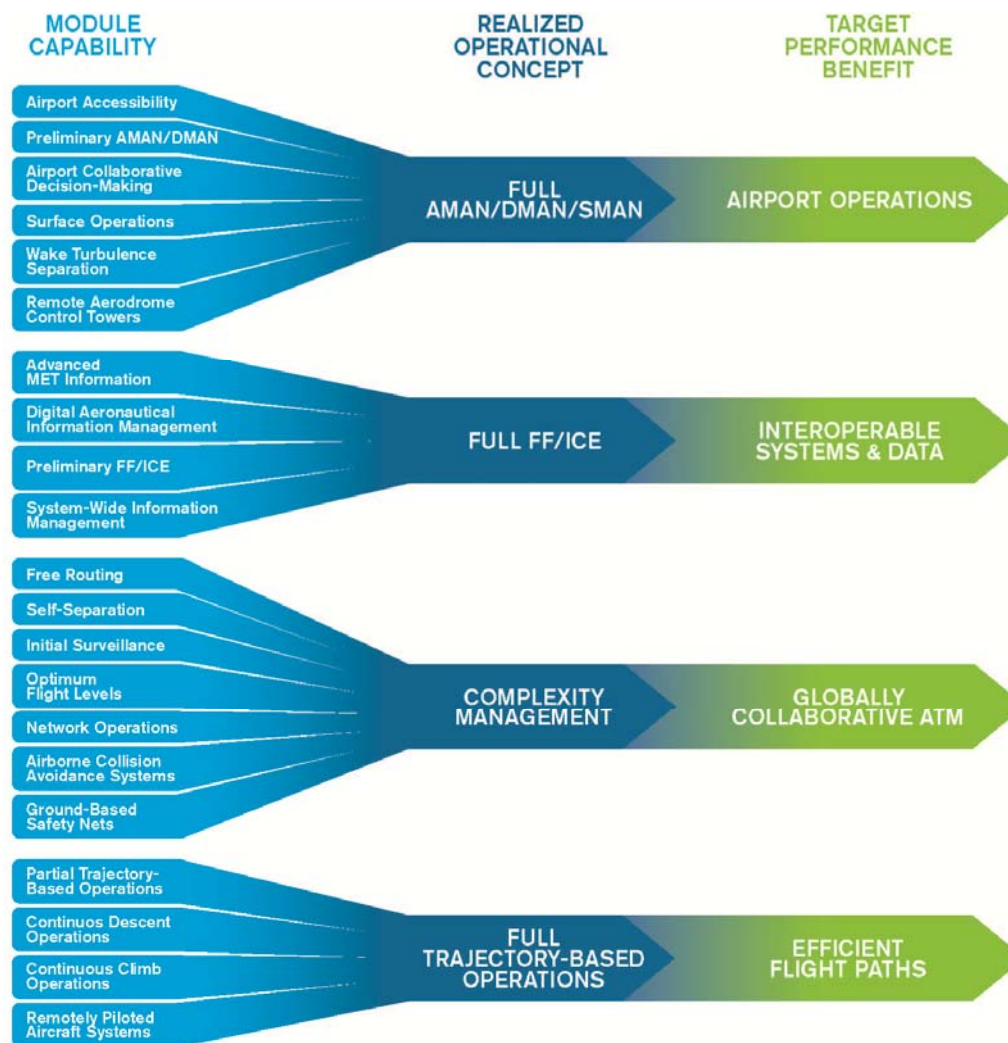 MODULE
CAPABILITY
REALIZED
OPERATIONAL
CONCEPT
TARGET
PERFORMANCE
BENEFIT
Airport Accessibility
Preliminary AMAN/DMAN
Airport Collaborative
Decision-Making
Surface Operations
Wake Turbulence
Separation
Remote Aerodrome
Control Towers
FULL
AMAN/DMAN/SMAN
AIRPORT OPERATIONS
Advanced
MET Information
Digital Aeronautical
Information Management
Preliminary FF/ICE
System-Wide Information
Management
FULL FF/ICE
INTEROPERABLE
SYSTEMS & DATA
Free Routing
Self-Separation
Initial Surveillance
Optimum
Flight Levels
Network Operations
Airborne Collision
Avoidance Systems
Ground-Based
Safety Nets
COMPLEXITY
MANAGEMENT
GLOBALLY
COLLABORATIVE ATM
Partial Trajectory-
Based Operations
Continuos Descent
Operations
Continuous Climb
Operations
Remotely Piloted
Aircraft Systems
FULL
TRAJECTORY-BASED
OPERATIONS
EFFICIENT
FLIGHT PATHS